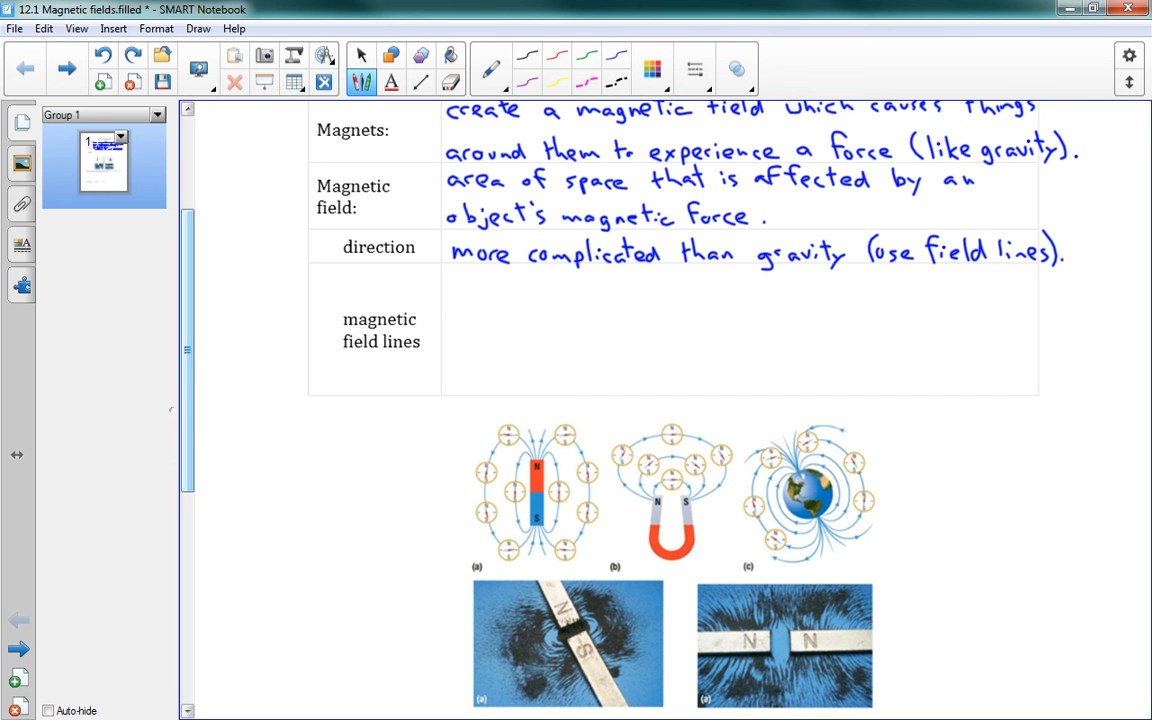 12.1 Magnetic fields.filled * - SMART Notebook
File Edit View Insert Format Draw Help
Group 1
1
create a magnetic field which causes things
Magnets:
around them to experience a force (like gravity).
Magnetic
field:
area of space that is affected by an
object's magnetic force.
direction
more complicated than gravity (use field lines).
magnetic
field lines
N
S
(a)
N S
(b)
(c)
N
S
(a)
N N
(a)
Auto-hide